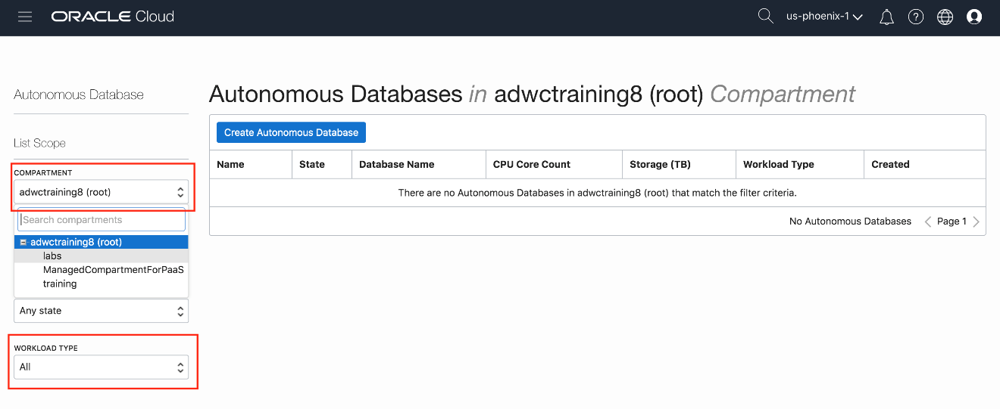 ORACLE Cloud
us-phoenix-1
Autonomous Database
List Scope
COMPARTMENT
adwctraining8 (root)
Search compartments
adwctraining8 (root)
labs
ManagedCompartmentForPaaS
training
Any state
WORKLOAD TYPE
All
Autonomous Databases in adwctraining8 (root) Compartment
Create Autonomous Database
Name State Database Name CPU Core Count Storage (TB) Workload Type Created
There are no Autonomous Databases in adwctraining8 (root) that match the filter criteria.
No Autonomous Databases Page 1